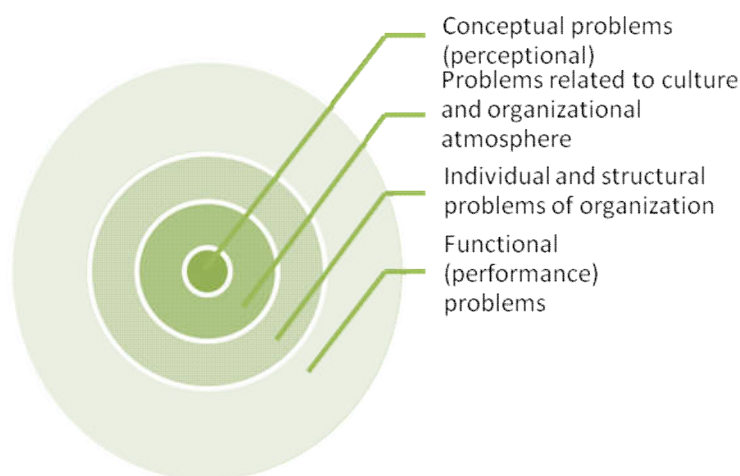 Conceptual problems
(perceptional)
Problems related to culture
and organizational
atmosphere
Individual and structural
problems of organization
Functional
(performance)
problems